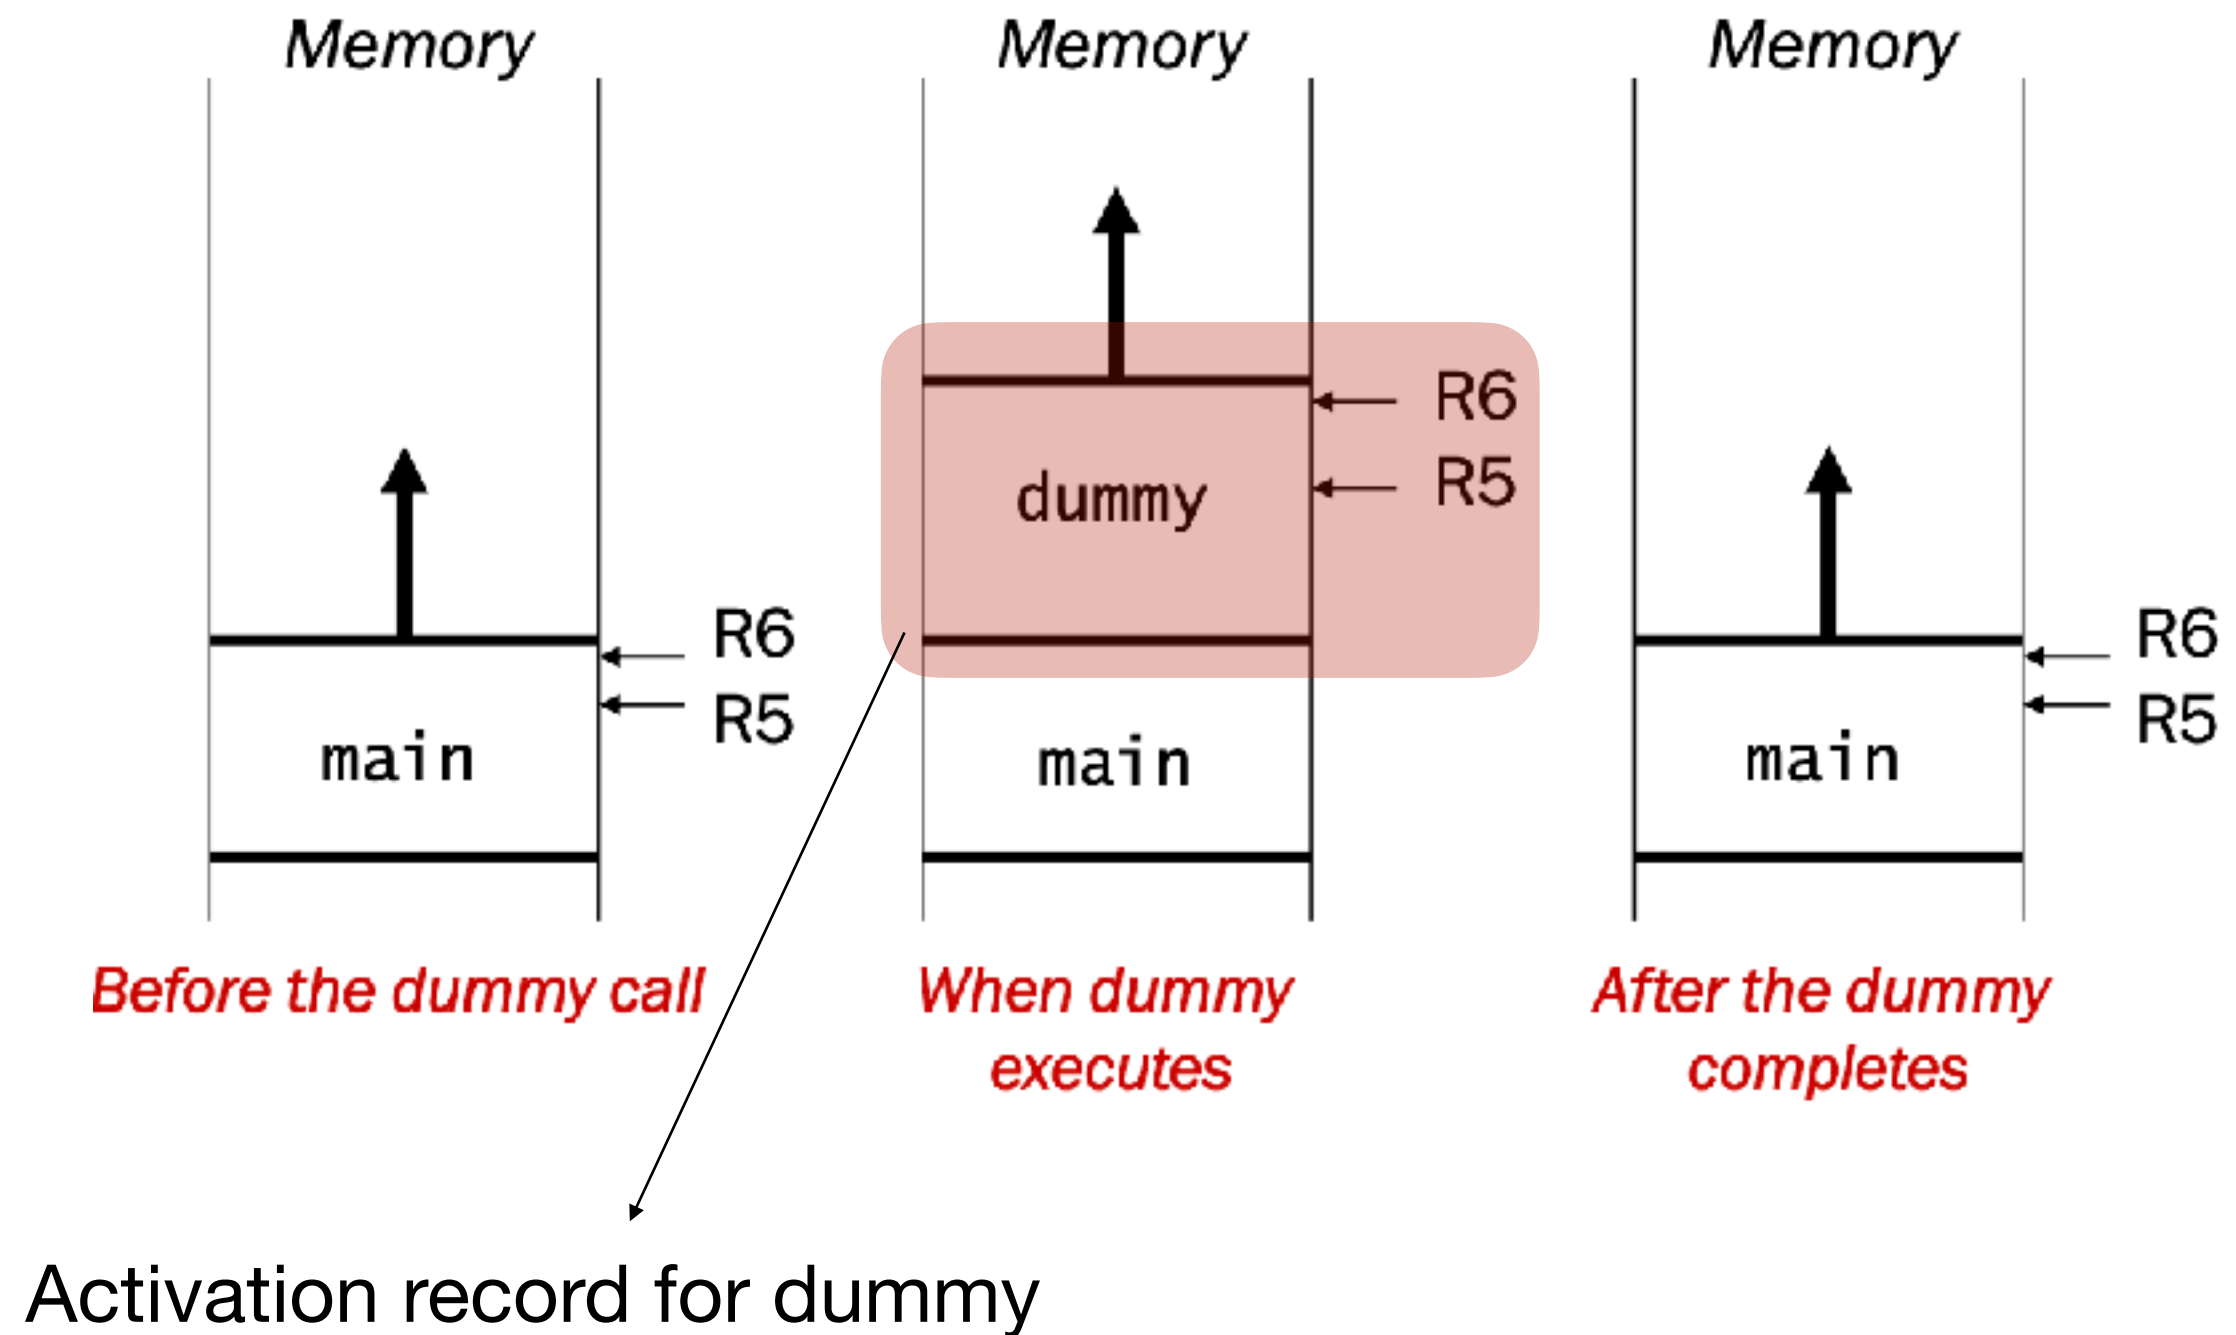 Memory
Memory
Memory
R6
R5
main
R6
R5
dummy
main
R6
R5
main
Before the dummy call
When dummy
executes
After the dummy
completes
Activation record for dummy